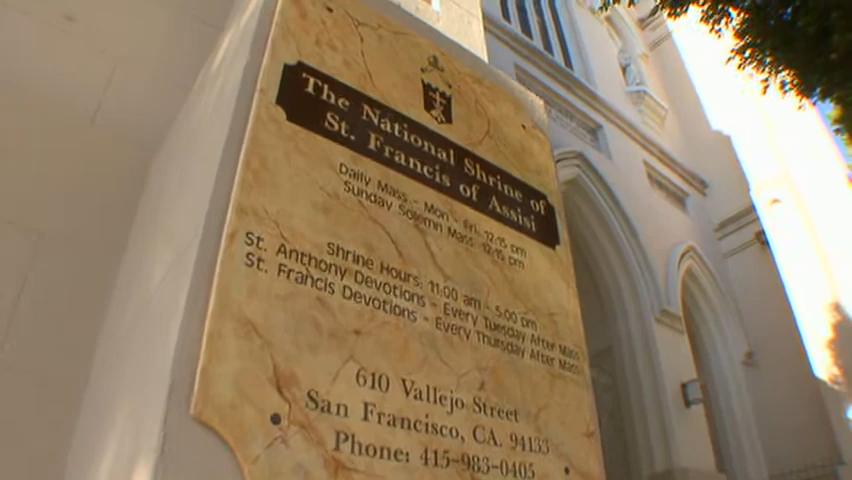 The National Shrine of
St. Francis of Assisi
Daily Mass - Mon - Fri. 12:15 pm
Sunday Solemn Mass 12:15 pm
Shrine Hours: 11:00 am - 5:00 pm
St. Anthony Devotions - Every Tuesday After Mass
St. Francis Devotions - Every Thursday After Mass
610 Vallejo Street
San Francisco, CA. 94133
Phone: 415-983-0405